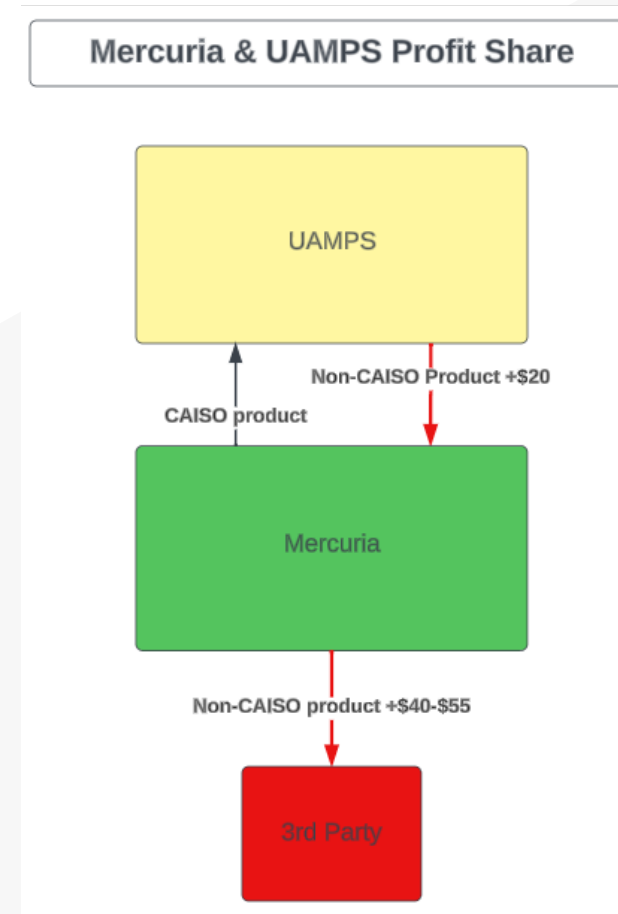 Mercuria & UAMPS Profit Share
UAMPS
Non-CAISO Product +$20
CAISO product
Mercuria
Non-CAISO product +$40-$55
3rd Party